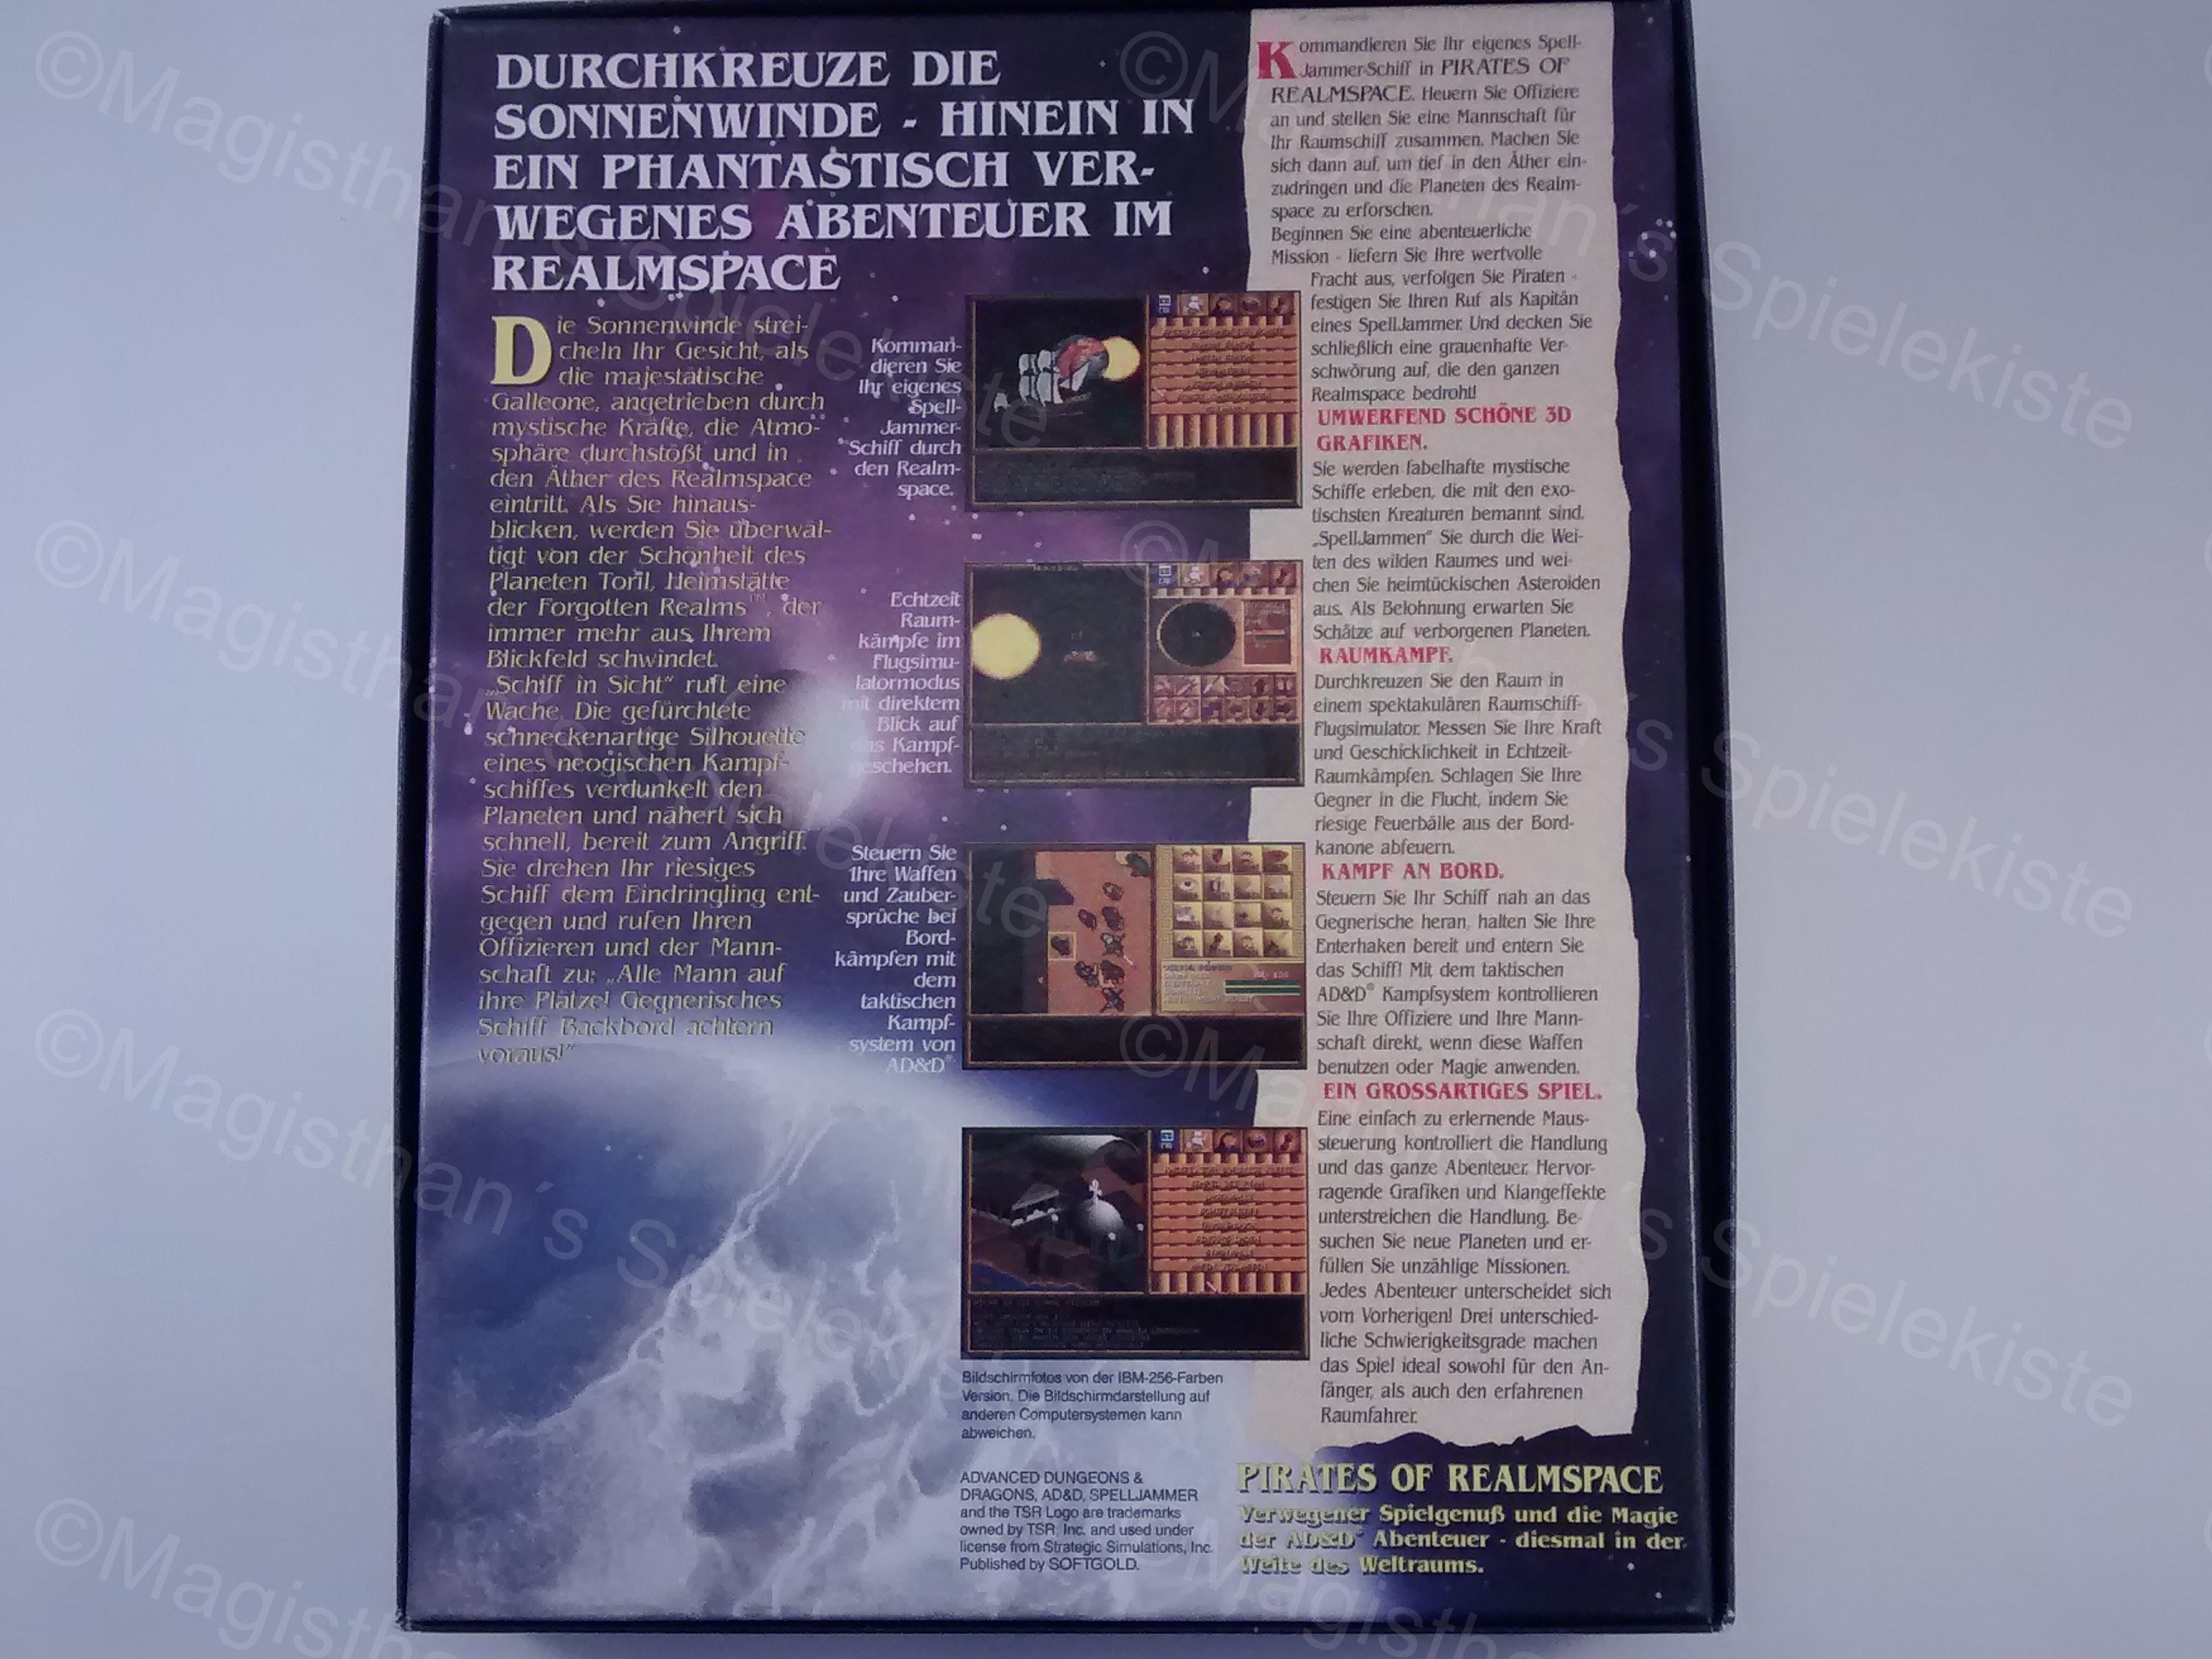 DURCHKREUZE DIE
SONNENWINDE - HINEIN IN
EIN PHANTASTISCH VER-
WEGENES ABENTEUER IM
REALMSPACE
Die Sonnenwinde strei-
cheln Ihr Gesicht, als
die majestätische
Galleone, angetrieben durch
mystische Kräfte, die Atmo-
sphäre durchstößt und in
den Äther des Realmspace
eintritt. Als Sie hinaus-
blicken, werden Sie überwäl-
tigt von der Schönheit des
Planeten Toril, Heimstätte
der Forgotten Realms™, der
immer mehr aus Ihrem
Blickfeld schwindet.
„Schiff in Sicht“ ruft eine
Wache. Die gefürchtete
schneckenartige Silhouette
eines neogischen Kampf-
schiffes verdunkelt den
Planeten und nähert sich
schnell, bereit zum Angriff.
Sie drehen Ihr riesiges
Schiff dem Eindringling ent-
gegen und rufen Ihren
Offizieren und der Mann-
schaft zu: „Alle Mann auf
ihre Plätze! Gegnerisches
Schiff Backbord achtern
voraus!“
Komman-
dieren Sie
Ihr eigenes
Spell-
Jammer-
Schiff durch
den Realm-
space.
Echtzeit
Raum-
kämpfe im
Flugsimu-
latormodus
mit direktem
Blick auf
das Kampf-
geschehen.
Steuern Sie
Ihre Waffen
und Zauber-
sprüche bei
Bord-
kämpfen mit
dem
taktischen
Kampf-
system von
AD&D®
Bildschirmfotos von der IBM-256-Farben
Version. Die Bildschirmdarstellung auf
anderen Computersystemen kann
abweichen.
ADVANCED DUNGEONS &
DRAGONS, AD&D, SPELLJAMMER
and the TSR Logo are trademarks
owned by TSR, Inc. and used under
license from Strategic Simulations, Inc.
Published by SOFTGOLD.
Kommandieren Sie Ihr eigenes Spell-
Jammer-Schiff in PIRATES OF
REALMSPACE. Heuern Sie Offiziere
an und stellen Sie eine Mannschaft für
Ihr Raumschiff zusammen. Machen Sie
sich dann auf, um tief in den Äther ein-
zudringen und die Planeten des Realm-
space zu erforschen.
Beginnen Sie eine abenteuerliche
Mission - liefern Sie Ihre wertvolle
Fracht aus, verfolgen Sie Piraten -
festigen Sie Ihren Ruf als Kapitän
eines SpellJammer. Und decken Sie
schließlich eine grauenhafte Ver-
schwörung auf, die den ganzen
Realmspace bedroht!
UMWERFEND SCHÖNE 3D
GRAFIKEN.
Sie werden fabelhafte mystische
Schiffe erleben, die mit den exo-
tischsten Kreaturen bemannt sind.
„SpellJammen“ Sie durch die Wei-
ten des wilden Raumes und wei-
chen Sie heimtückischen Asteroiden
aus. Als Belohnung erwarten Sie
Schätze auf verborgenen Planeten.
RAUMKAMPF.
Durchkreuzen Sie den Raum in
einem spektakulären Raumschiff-
Flugsimulator. Messen Sie Ihre Kraft
und Geschicklichkeit in Echtzeit-
Raumkämpfen. Schlagen Sie Ihre
Gegner in die Flucht, indem Sie
riesige Feuerbälle aus der Bord-
kanone abfeuern.
KAMPF AN BORD.
Steuern Sie Ihr Schiff nah an das
Gegnerische heran, halten Sie Ihre
Enterhaken bereit und entern Sie
das Schiff! Mit dem taktischen
AD&D® Kampfsystem kontrollieren
Sie Ihre Offiziere und Ihre Mann-
schaft direkt, wenn diese Waffen
benutzen oder Magie anwenden.
EIN GROSSARTIGES SPIEL.
Eine einfach zu erlernende Maus-
steuerung kontrolliert die Handlung
und das ganze Abenteuer. Hervor-
ragende Grafiken und Klangeffekte
unterstreichen die Handlung. Be-
suchen Sie neue Planeten und er-
füllen Sie unzählige Missionen.
Jedes Abenteuer unterscheidet sich
vom Vorherigen! Drei unterschied-
liche Schwierigkeitsgrade machen
das Spiel ideal sowohl für den An-
fänger, als auch den erfahrenen
Raumfahrer.
PIRATES OF REALMSPACE
Verwegener Spielgenuß und die Magie
der AD&D® Abenteuer - diesmal in der
Weite des Weltraums.
©Magisthan´s Spielekiste
©Magisthan´s Spielekiste
©Magisthan´s Spielekiste
©Magisthan´s Spielekiste
©Magisthan´s Spielekiste
©Magisthan´s Spielekiste
©Magisthan
©Magisthan